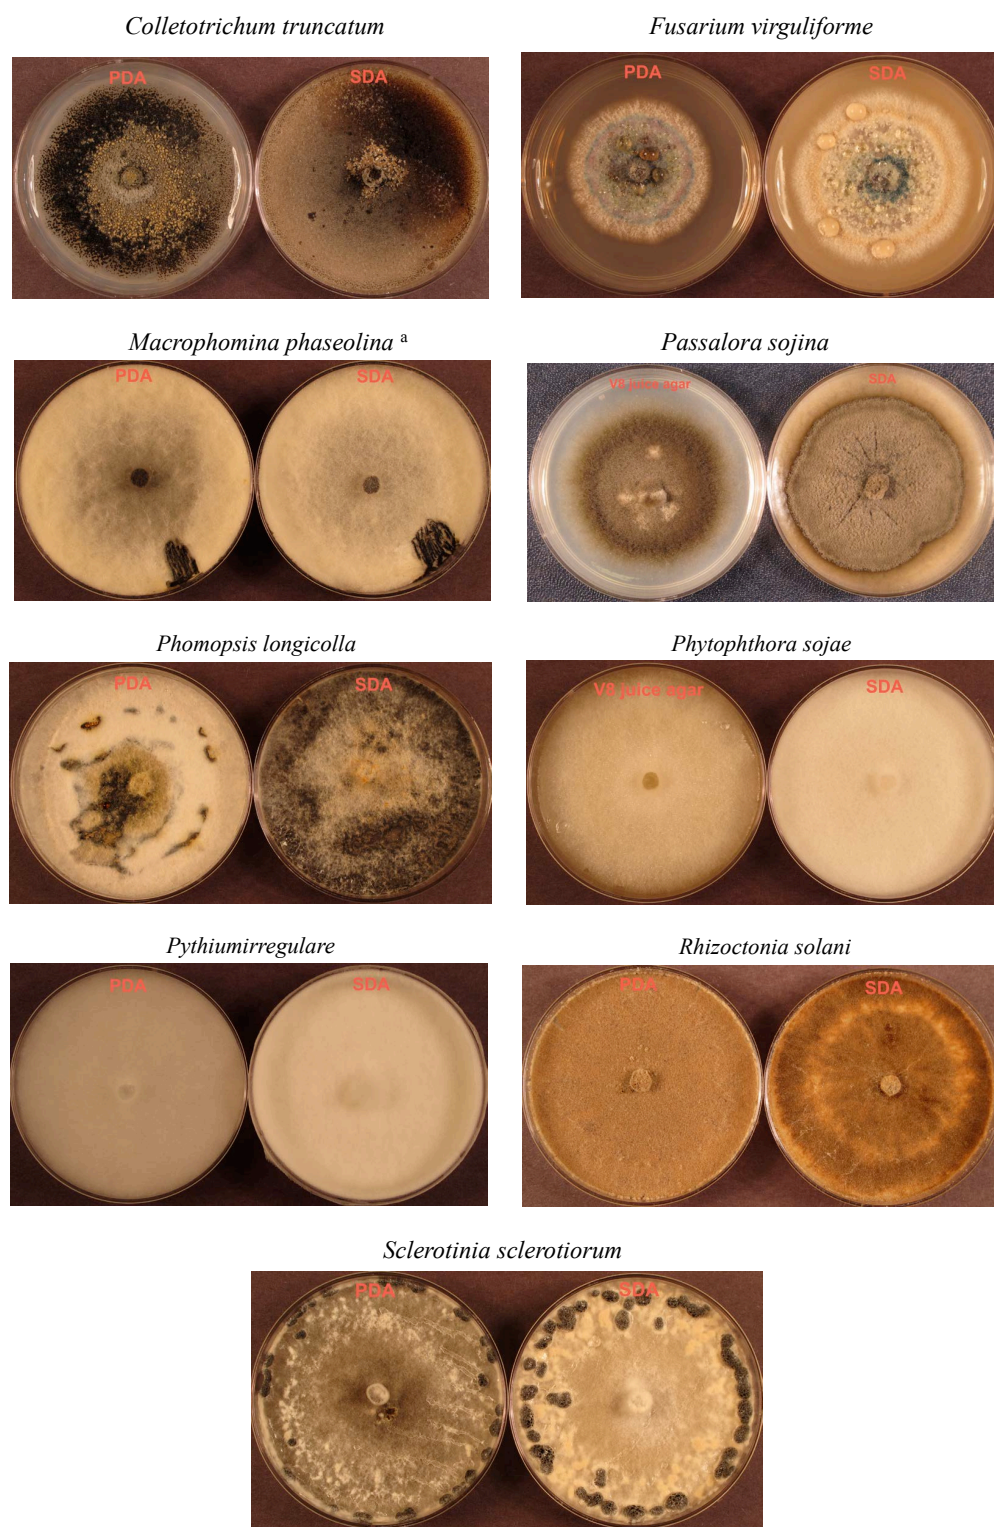 Colletotrichum truncatum
Fusarium virguliforme
PDA
SDA
PDA
SDA
Macrophomina phaseolina ᵃ
Passalora sojina
PDA
SDA
V8 juice agar
SDA
Phomopsis longicolla
Phytophthora sojae
PDA
SDA
V8 juice agar
SDA
Pythiumirregulare
Rhizoctonia solani
PDA
SDA
PDA
SDA
Sclerotinia sclerotiorum
PDA
SDA